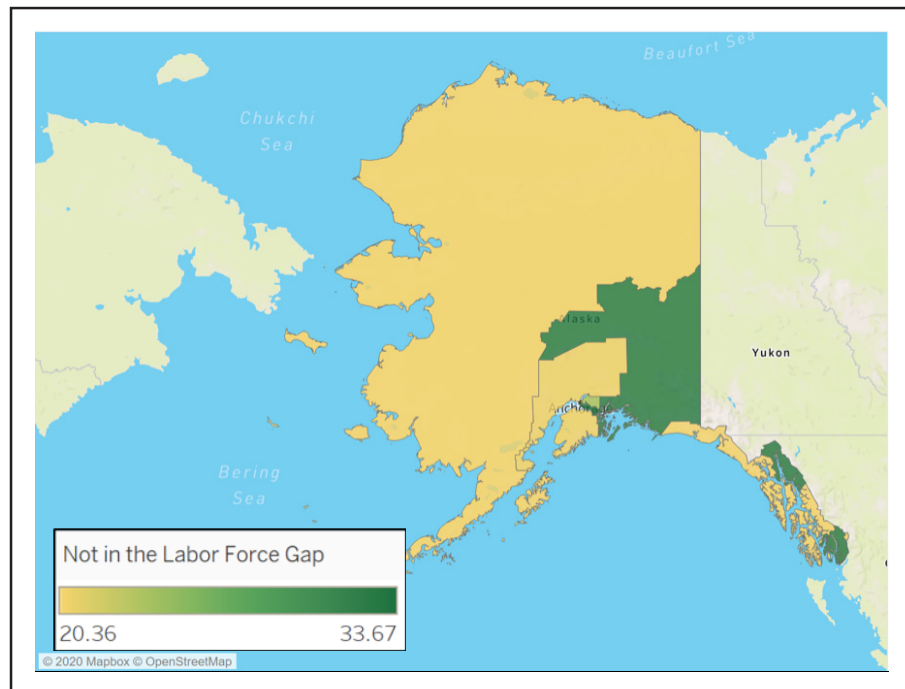 Beaufort Sea
Chukchi
Sea
Alaska
Yukon
Bering
Sea
Not in the Labor Force Gap
20.36
33.67
© 2020 Mapbox © OpenStreetMap